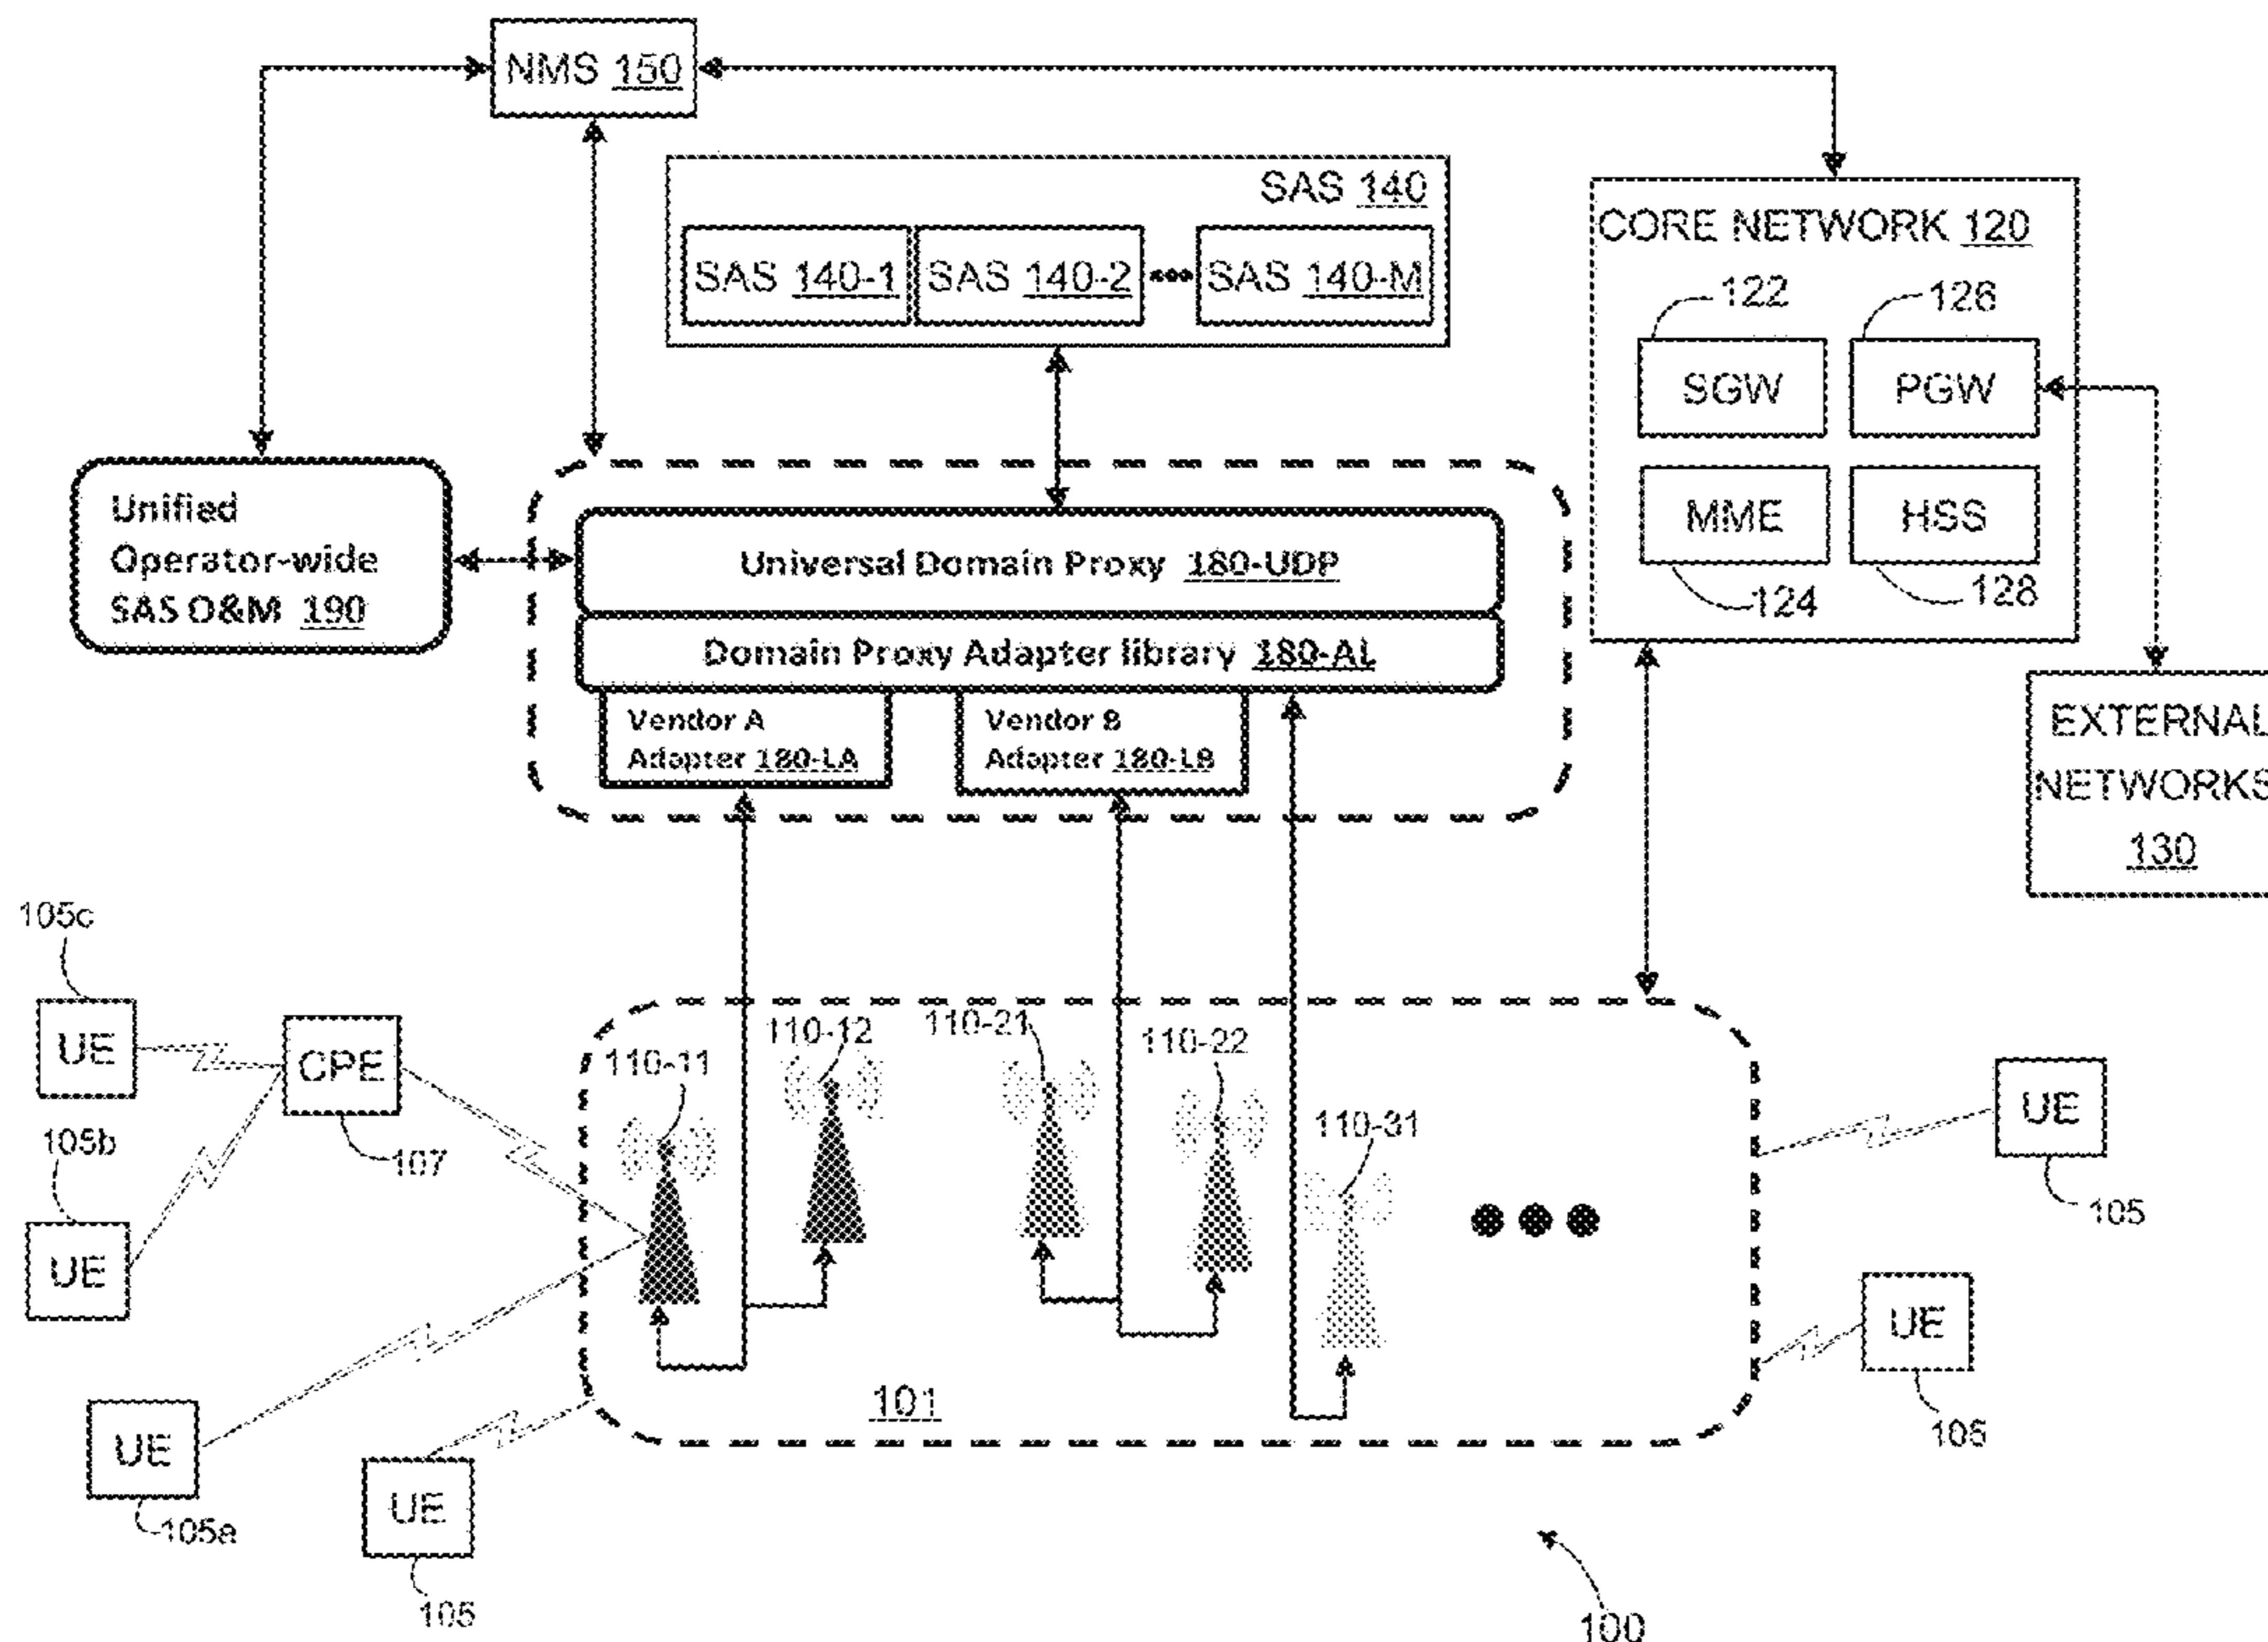 NMS 150
SAS 140
SAS 140-1
SAS 140-2
SAS 140-M
CORE NETWORK 120
122
126
SGW
PGW
MME
HSS
124
128
Unified
Operator-wide
SAS O&M 190
Universal Domain Proxy 180-UDP
Domain Proxy Adapter library 180-AL
Vendor A
Adapter 180-LA
Vendor B
Adapter 180-LB
EXTERNAL
NETWORKS
130
105c
UE
CPE
107
105b
UE
110-11
110-12
110-21
110-22
110-31
UE
105
UE
105
101
UE
105a
UE
105
100